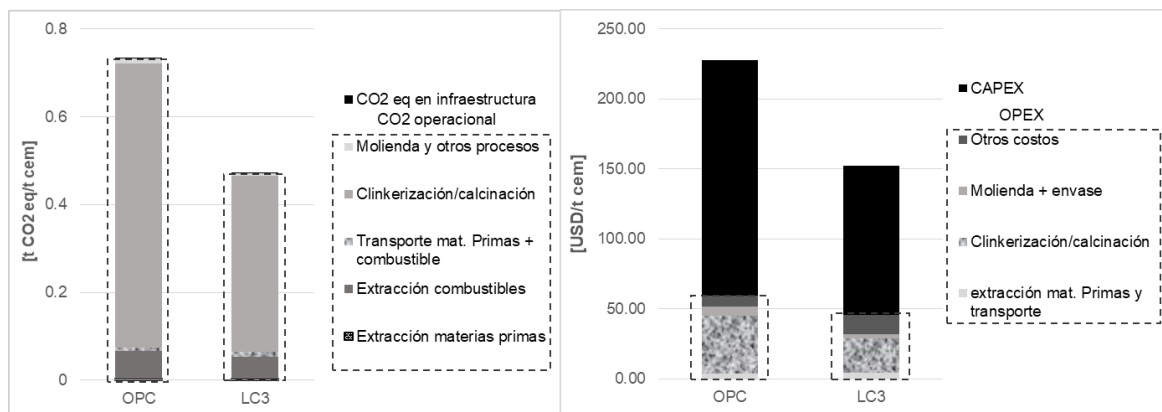 0.8
0.6
0.4
0.2
0
[t CO2 eq/t cem]
OPC
LC3
CO2 eq en infraestructura
CO2 operacional
Molienda y otros procesos
Clinkerización/calcinación
Transporte mat. Primas +
combustible
Extracción combustibles
Extracción materias primas
250.00
200.00
150.00
100.00
50.00
0.00
[USD/t cem]
OPC
LC3
CAPEX
OPEX
Otros costos
Molienda + envase
Clinkerización/calcinación
extracción mat. Primas y
transporte